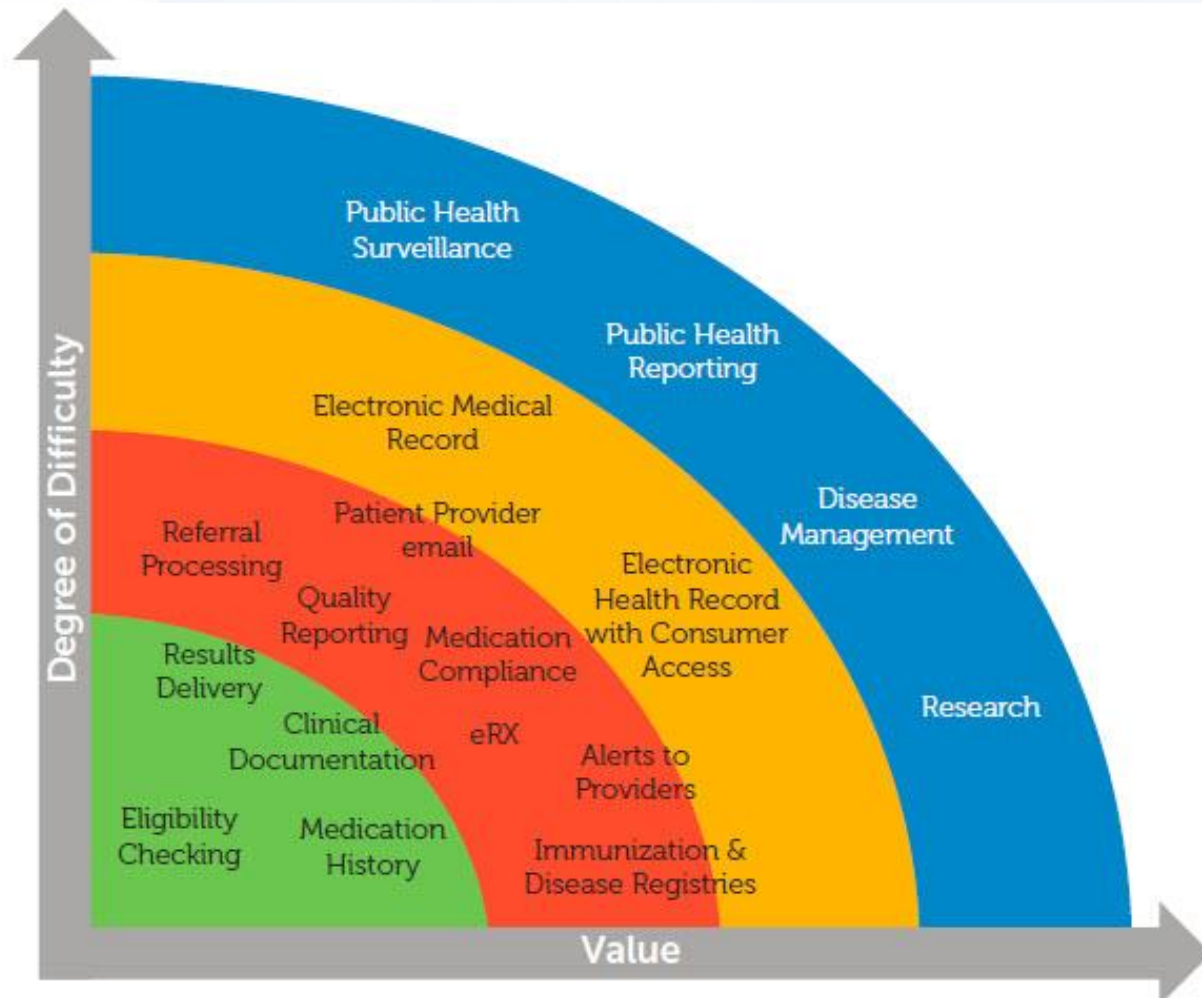 Degree of Difficulty
Public Health
Surveillance
Public Health
Reporting
Electronic Medical
Record
Disease
Management
Patient Provider
email
Referral
Processing
Electronic
Health Record
with Consumer
Access
Quality
Reporting
Medication
Compliance
Results
Delivery
Research
Clinical
Documentation
eRX
Alerts to
Providers
Eligibility
Checking
Medication
History
Immunization &
Disease Registries
Value